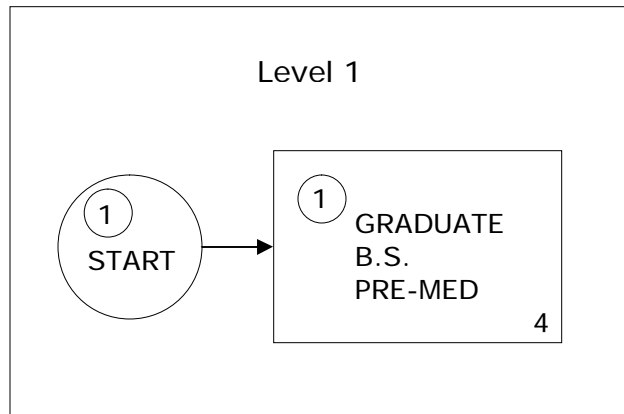 Level 1
1
START
1
GRADUATE
B.S.
PRE-MED
4